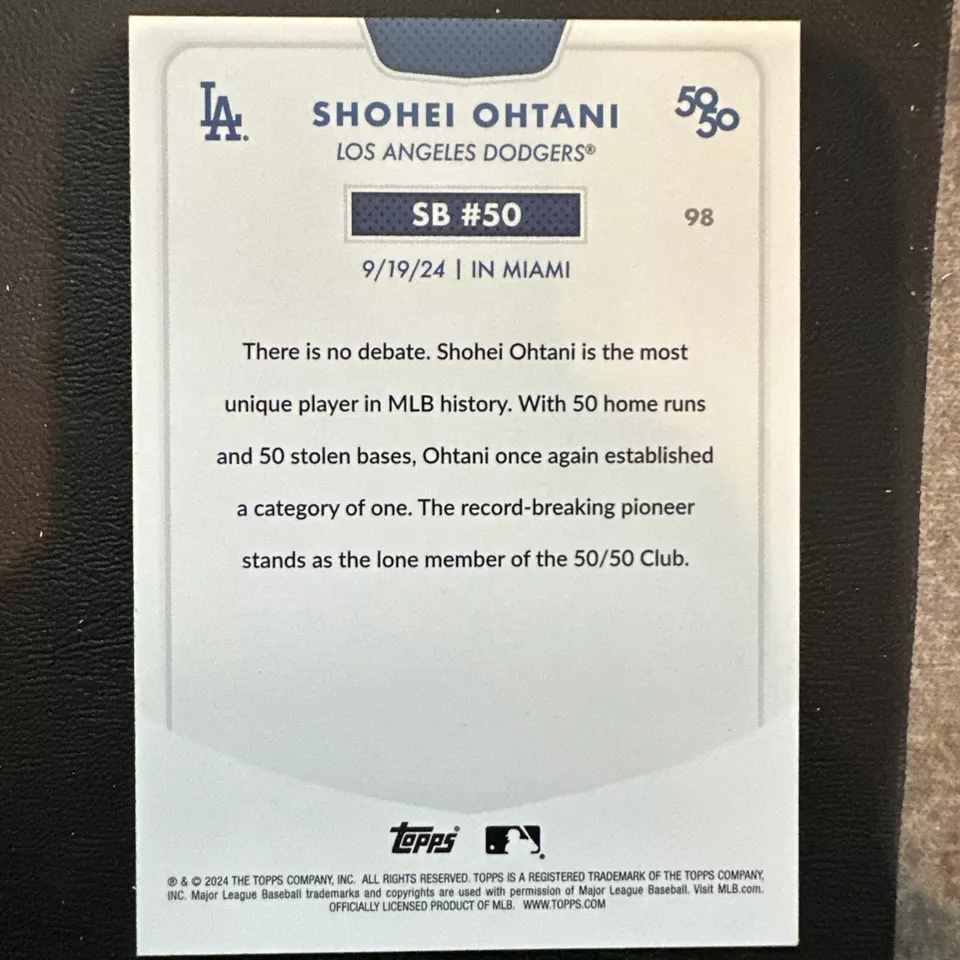 LA
SHOHEI OHTANI
50/50
LOS ANGELES DODGERS®
SB #50
98
9/19/24 | IN MIAMI
There is no debate. Shohei Ohtani is the most
unique player in MLB history. With 50 home runs
and 50 stolen bases, Ohtani once again established
a category of one. The record-breaking pioneer
stands as the lone member of the 50/50 Club.
topps®
® & © 2024 THE TOPPS COMPANY, INC. ALL RIGHTS RESERVED. TOPPS IS A REGISTERED TRADEMARK OF THE TOPPS COMPANY,
INC. Major League Baseball trademarks and copyrights are used with permission of Major League Baseball. Visit MLB.com.
OFFICIALLY LICENSED PRODUCT OF MLB. WWW.TOPPS.COM